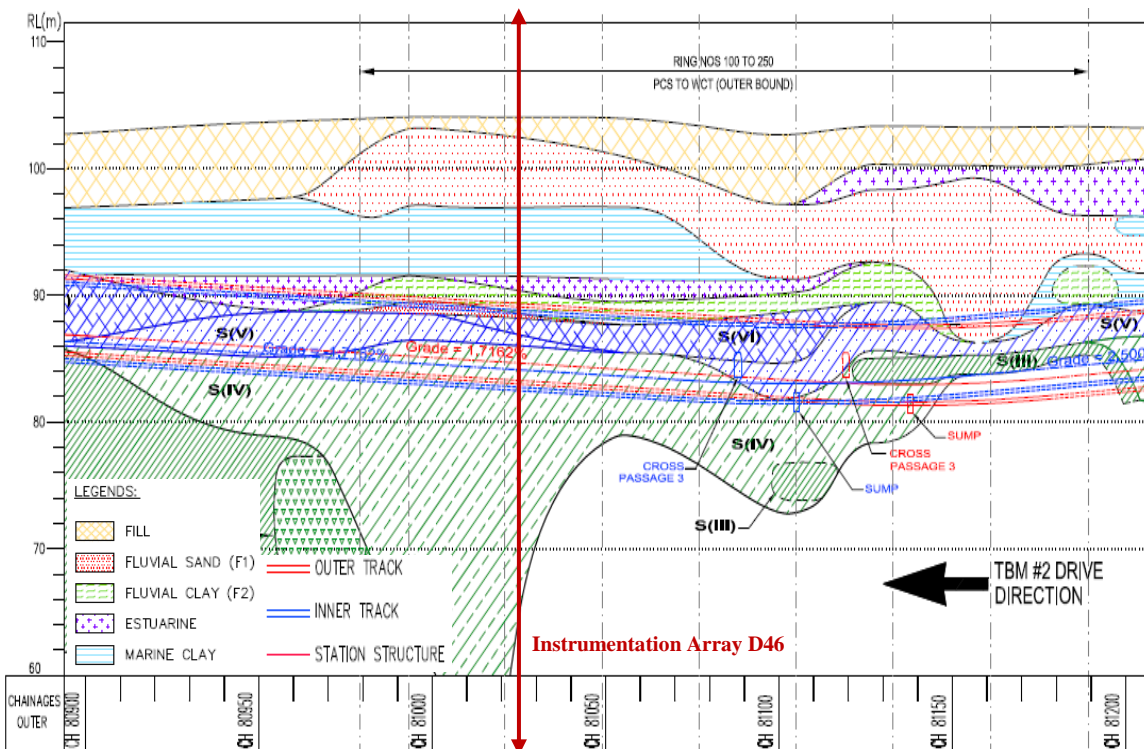 RL(m)
110
RING NOS 100 TO 250
PCS TO WCT (OUTER BOUND)
100
90
S(V)
S(VI)
S(V)
Grade = 1,7162%
S(III)
Grade = 2,500
S(IV)
80
S(IV)
SUMP
CROSS
PASSAGE 3
CROSS
PASSAGE 3
SUMP
LEGENDS:
S(III)
FILL
70
FLUVIAL SAND (F1)
OUTER TRACK
TBM #2 DRIVE
DIRECTION
FLUVIAL CLAY (F2)
INNER TRACK
ESTUARINE
Instrumentation Array D46
MARINE CLAY
STATION STRUCTURE
60
CHAINAGES
OUTER
CH 80900
CH 80950
CH 81000
CH 81050
CH 81100
CH 81150
CH 81200